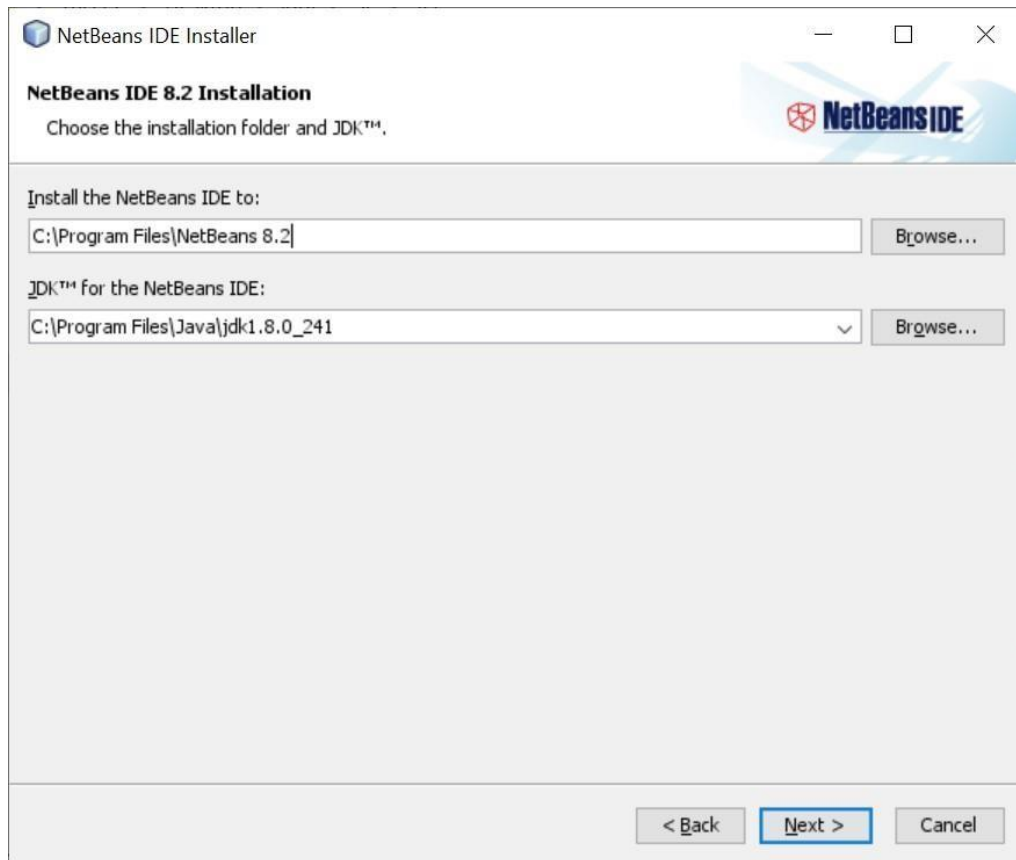 NetBeans IDE Installer
NetBeans IDE 8.2 Installation
Choose the installation folder and JDK™.
NetBeans IDE
Install the NetBeans IDE to:
C:\Program Files\NetBeans 8.2
Browse...
JDK™ for the NetBeans IDE:
C:\Program Files\Java\jdk1.8.0_241
Browse...
< Back
Next >
Cancel